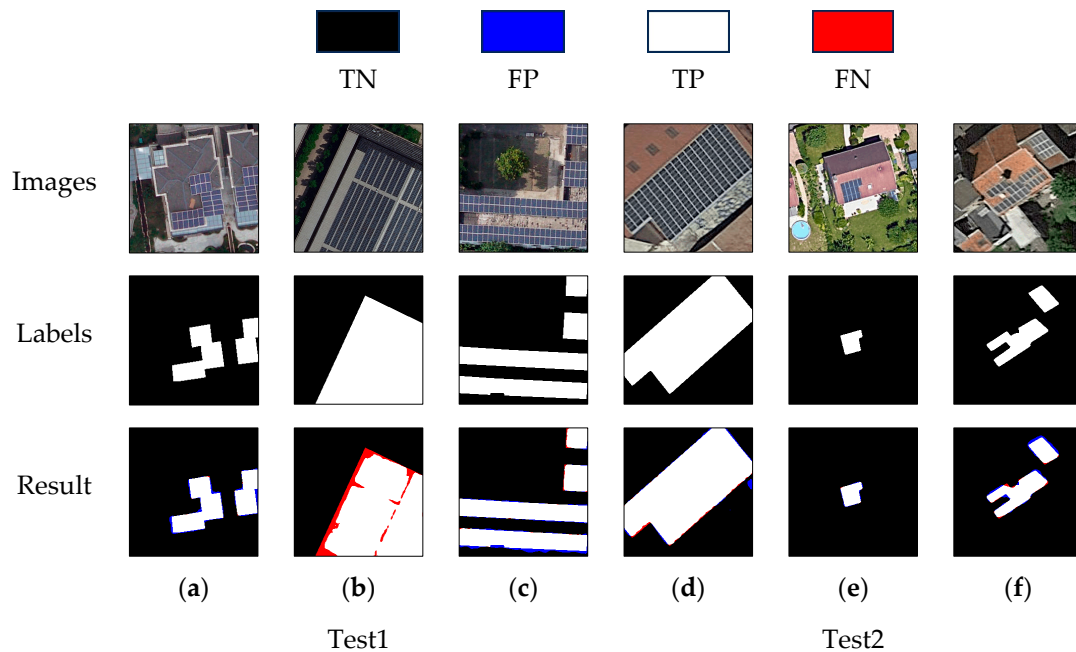 TN FP TP FN
Images
Labels
Result
(a) (b) (c) (d) (e) (f)
Test1 Test2